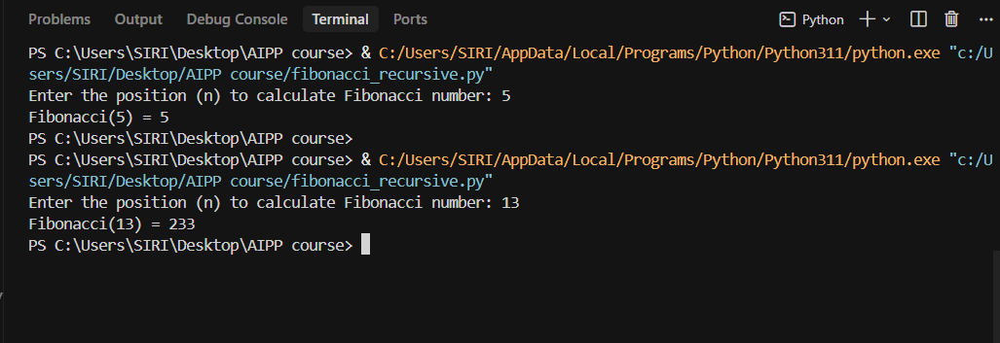 Problems Output Debug Console Terminal Ports Python
PS C:\Users\SIRI\Desktop\AIPP course> & C:/Users/SIRI/AppData/Local/Programs/Python/Python311/python.exe "c:/U
sers/SIRI/Desktop/AIPP course/fibonacci_recursive.py"
Enter the position (n) to calculate Fibonacci number: 5
Fibonacci(5) = 5
PS C:\Users\SIRI\Desktop\AIPP course>
PS C:\Users\SIRI\Desktop\AIPP course> & C:/Users/SIRI/AppData/Local/Programs/Python/Python311/python.exe "c:/U
sers/SIRI/Desktop/AIPP course/fibonacci_recursive.py"
Enter the position (n) to calculate Fibonacci number: 13
Fibonacci(13) = 233
PS C:\Users\SIRI\Desktop\AIPP course>